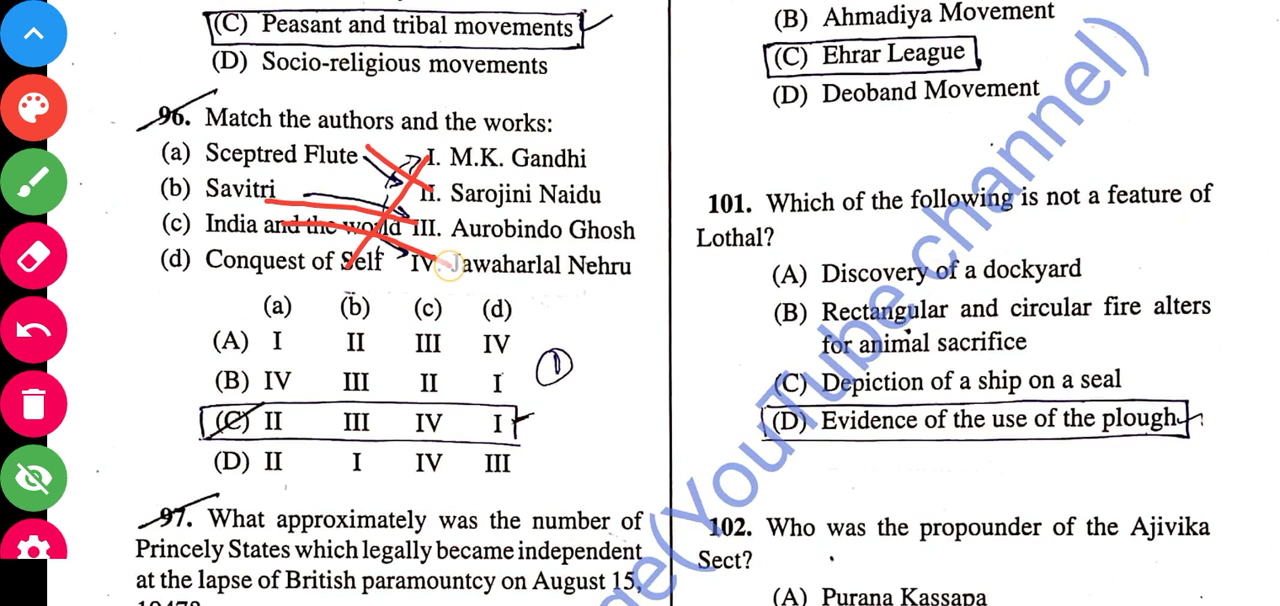 (C) Peasant and tribal movements
(D) Socio-religious movements
96. Match the authors and the works:
(a) Sceptred Flute I. M.K. Gandhi
(b) Savitri II. Sarojini Naidu
(c) India and the world III. Aurobindo Ghosh
(d) Conquest of Self IV. Jawaharlal Nehru
(a) (b) (c) (d)
(A) I II III IV
(B) IV III II I
(C) II III IV I
(D) II I IV III
1
97. What approximately was the number of
Princely States which legally became independent
at the lapse of British paramountcy on August 15,
(B) Ahmadiya Movement
(C) Ehrar League
(D) Deoband Movement
101. Which of the following is not a feature of
Lothal?
(A) Discovery of a dockyard
(B) Rectangular and circular fire alters
for animal sacrifice
(C) Depiction of a ship on a seal
(D) Evidence of the use of the plough.
102. Who was the propounder of the Ajivika
Sect?
(A) Purana Kassapa
(YouTube channel)